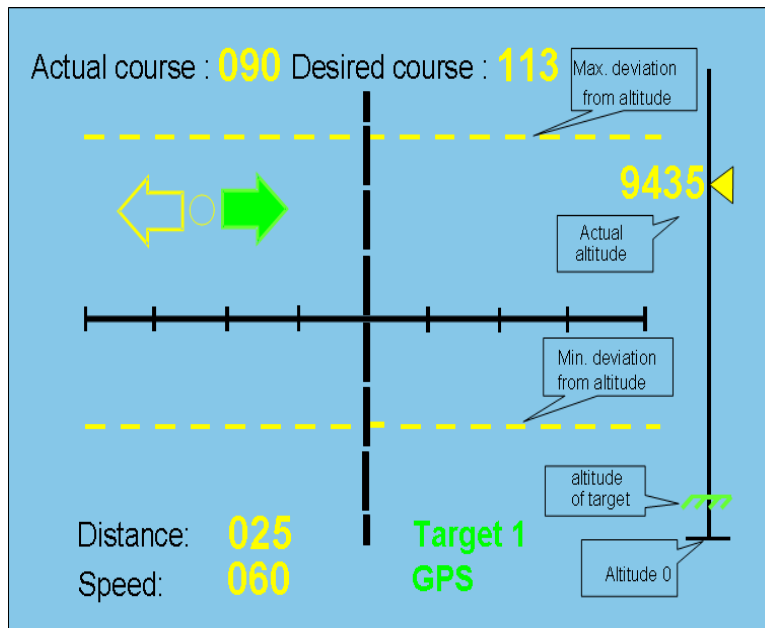 Actual course : 090 Desired course : 113
Max. deviation
from altitude
9435
Actual
altitude
Min. deviation
from altitude
altitude
of target
Distance: 025 Target 1
Speed: 060 GPS
Altitude 0